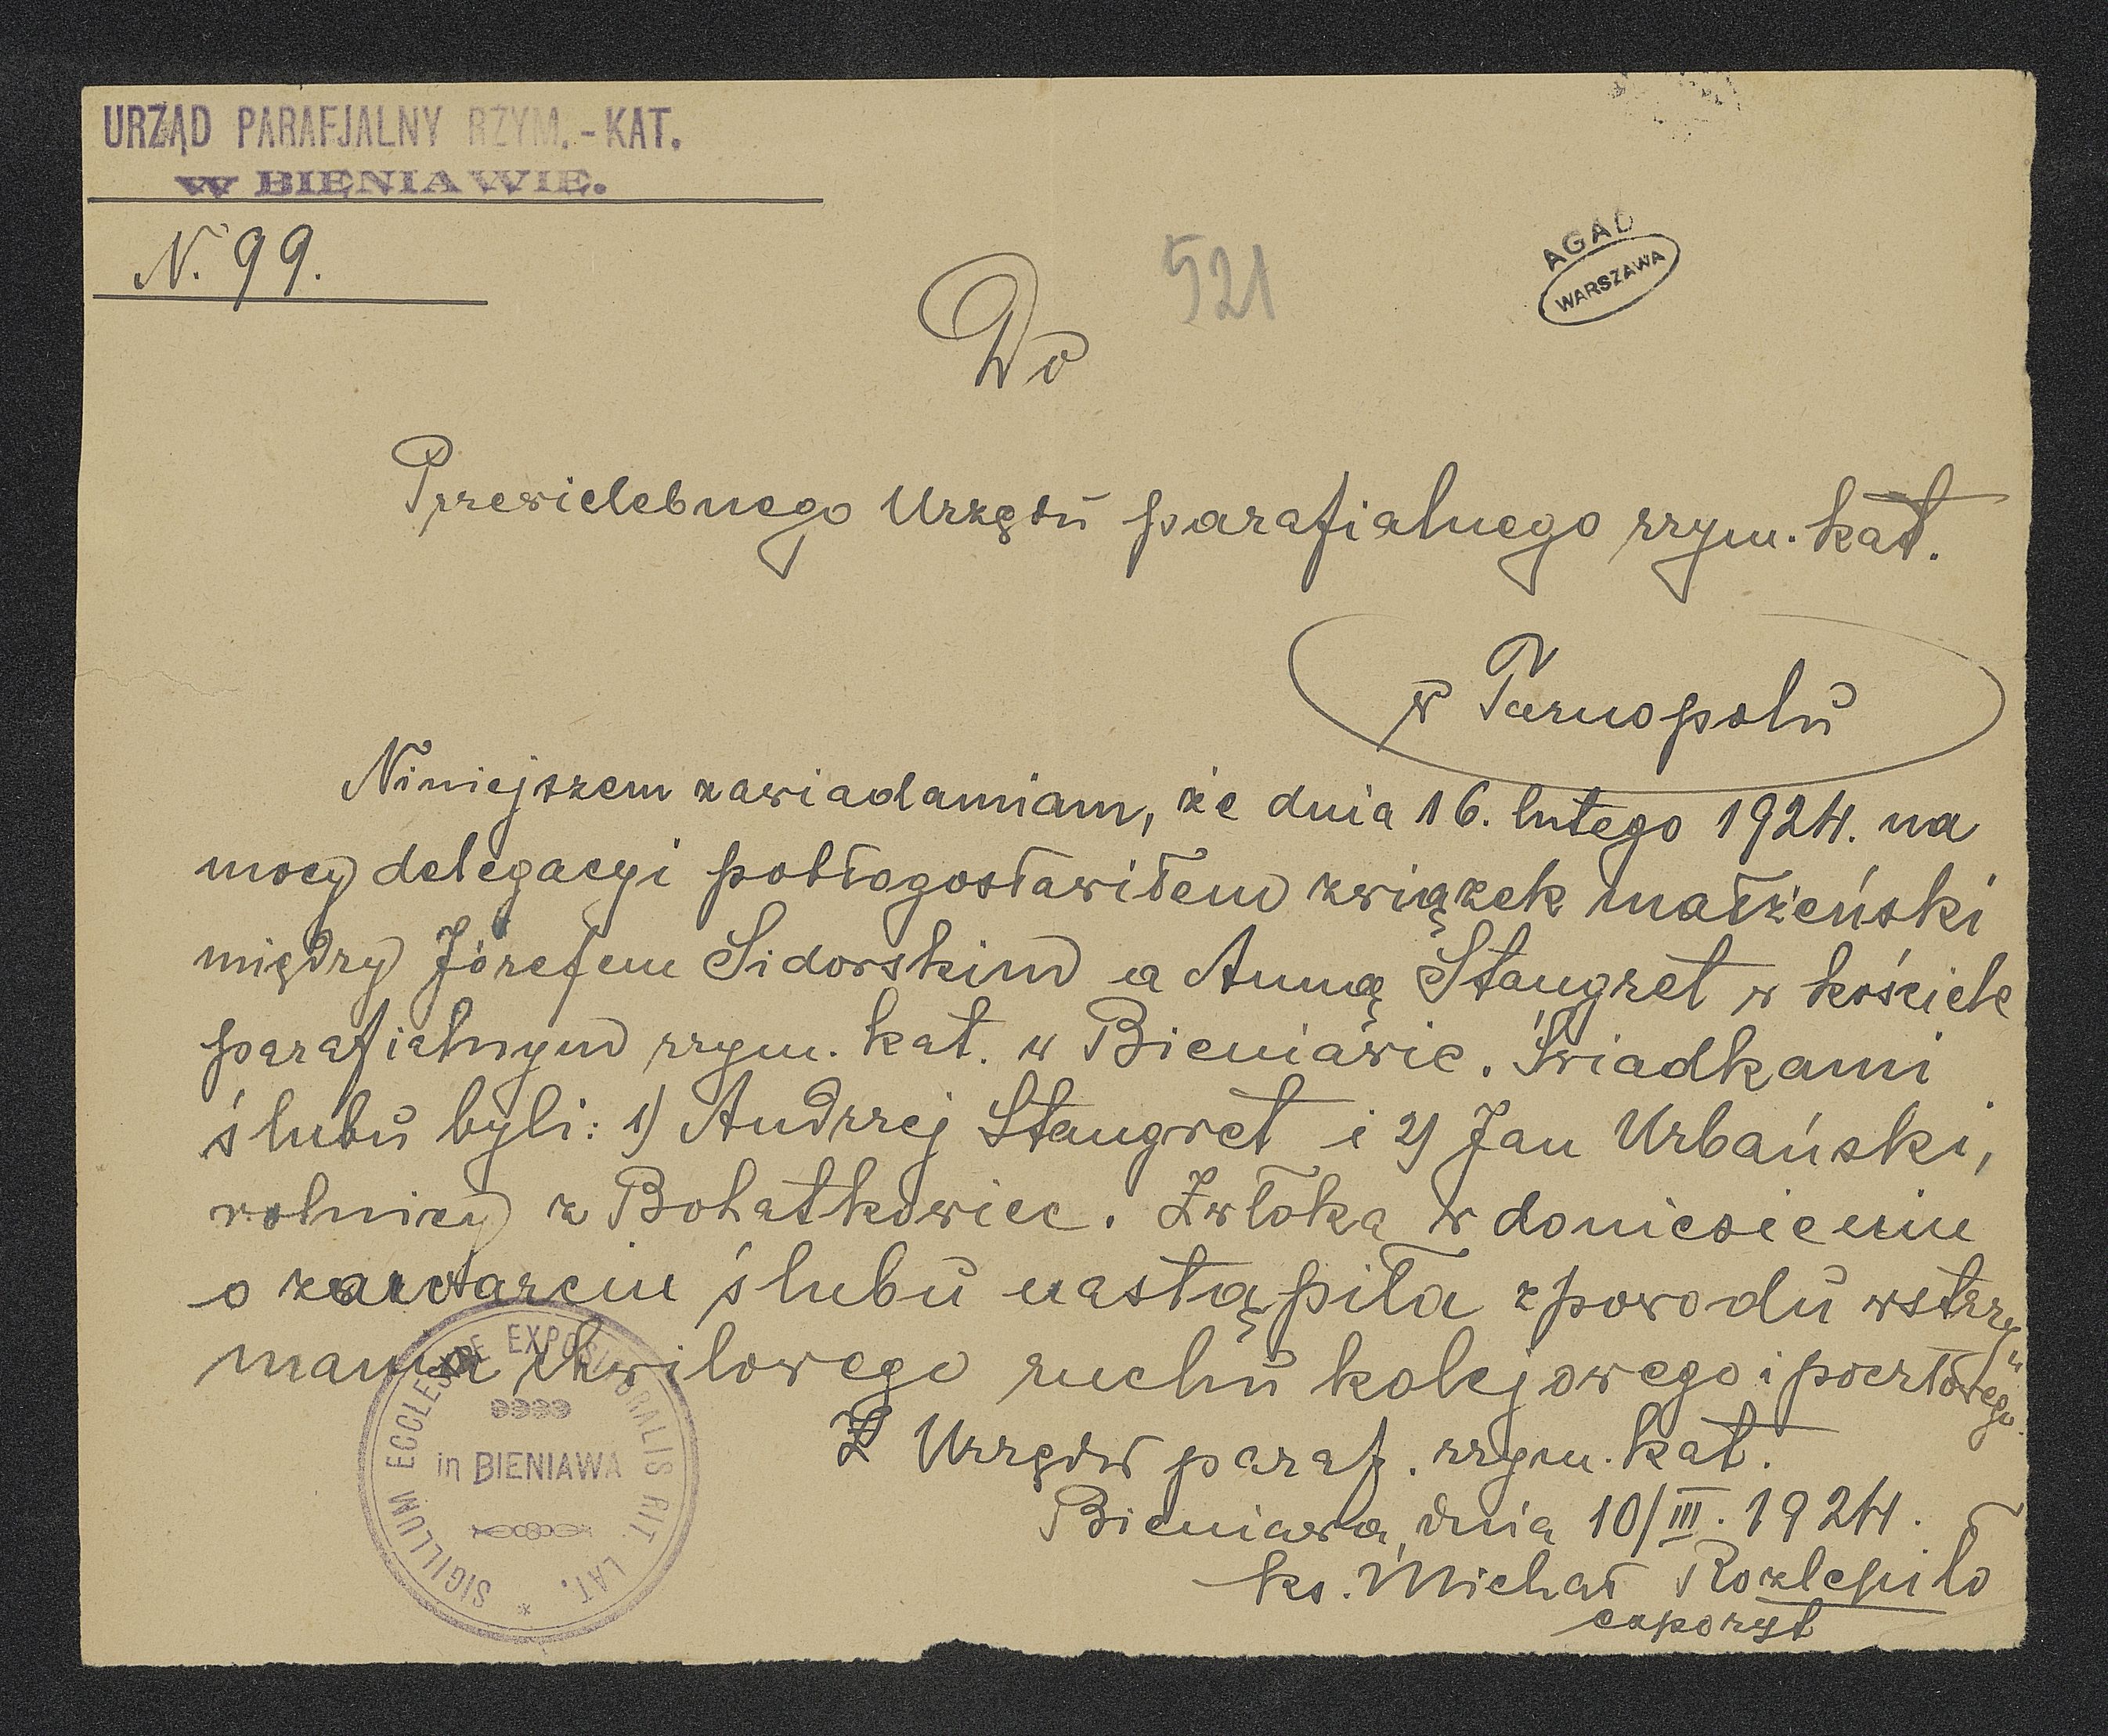 URZĄD PARAFJALNY RZYM.-KAT.
W BIENIAWIE.
N. 99.
521
AGAD
WARSZAWA
Do
Przewielebnego Urzędu parafialnego rzym. kat.
w Tarnopolu
Niniejszem zawiadamiam, że dnia 16. lutego 1924. na
mocy delegacyi pobłogosławiłem związek małżeński
między Józefem Sidorskim a Anną Stangret w kościele
parafialnym rzym. kat. w Bieniawie. Świadkami
ślubu byli: 1) Andrzej Stangret i 2) Jan Urbański,
rolnicy z Bohatkowiec. Zwłoka w doniesieniu
o zawarciu ślubu nastąpiła z powodu wstrzy
mania chwilowego ruchu kolejowego i pocztowego.
Z Urzędu paraf. rzym. kat.
Bieniawa, dnia 10/III. 1924.
ks. Michał Rozlepiło
expozyt
SIGILLUM ECCLESIAE EXPOSITURALIS RIT. LAT. *
in BIENIAWA